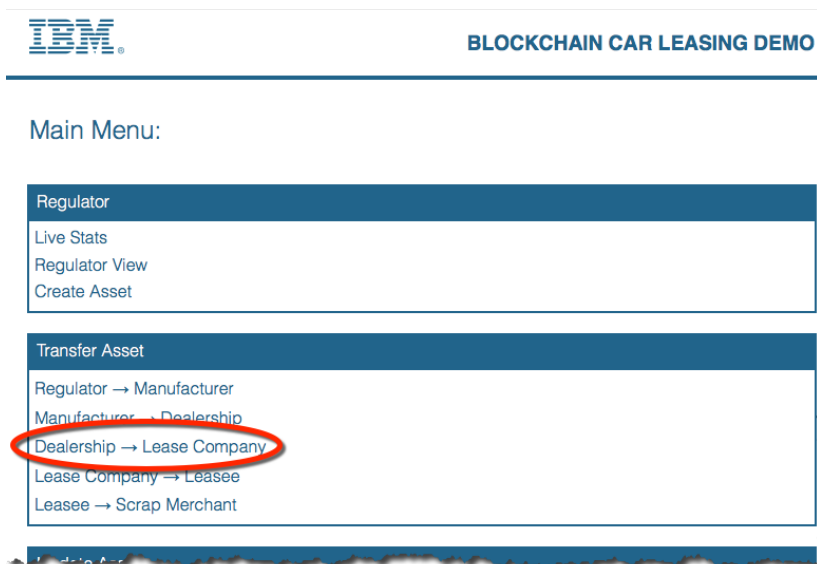 IBM®
BLOCKCHAIN CAR LEASING DEMO
Main Menu:
Regulator
Live Stats
Regulator View
Create Asset
Transfer Asset
Regulator → Manufacturer
Manufacturer → Dealership
Dealership → Lease Company
Lease Company → Leasee
Leasee → Scrap Merchant